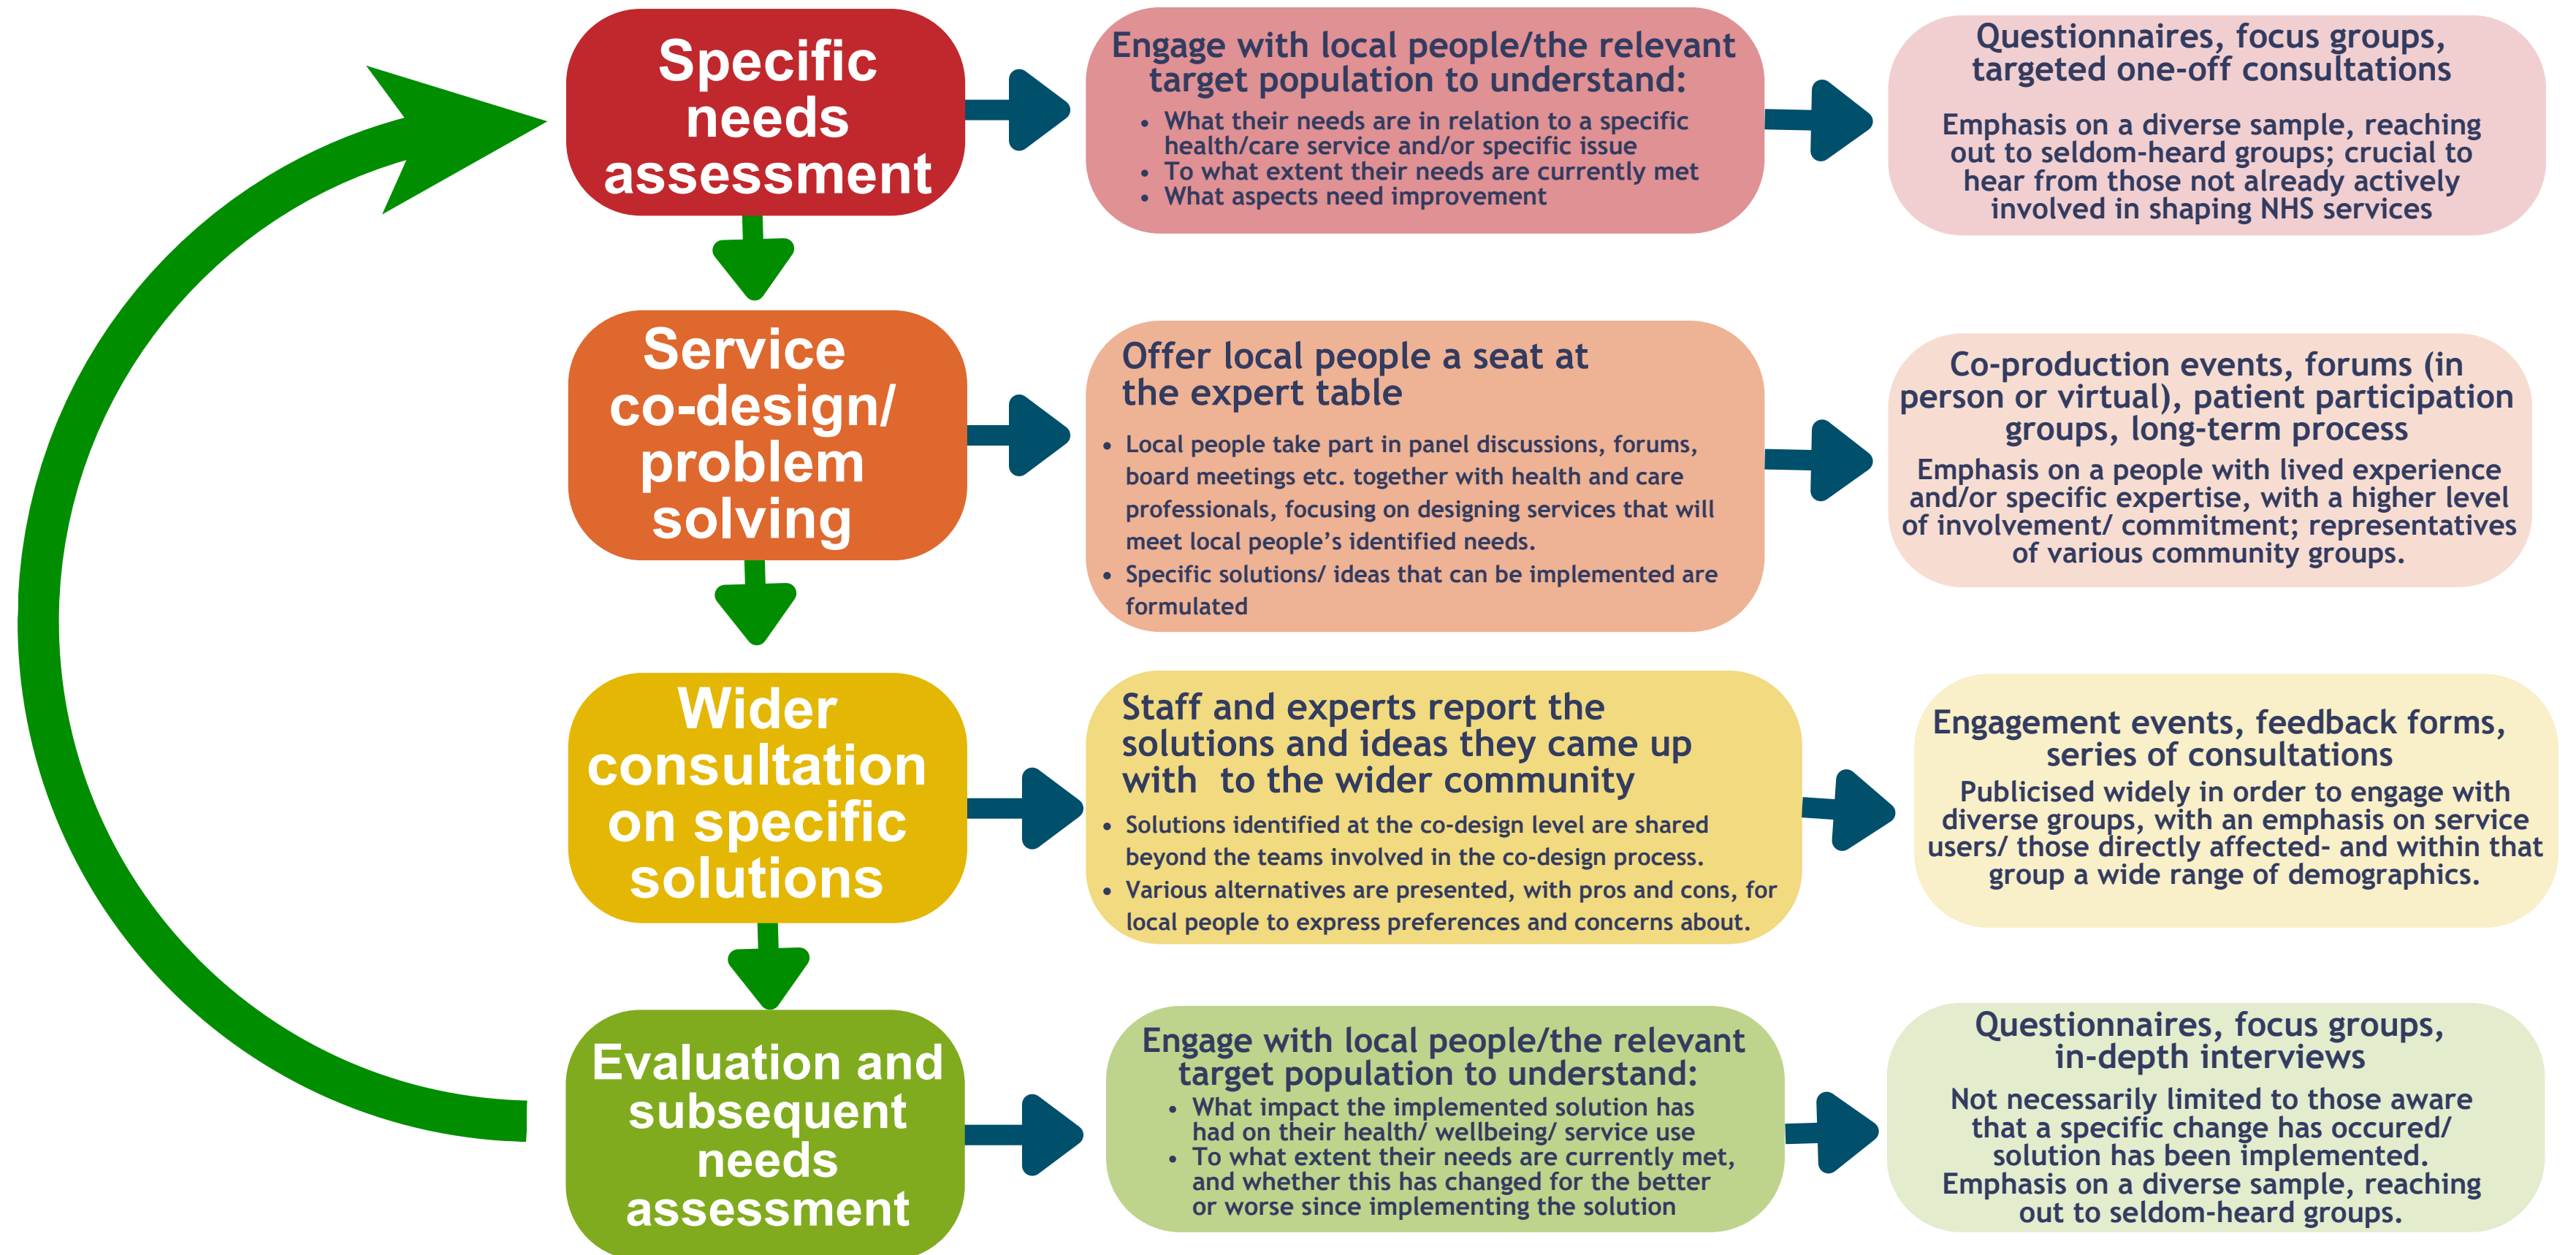 Specific
needs
assessment
Engage with local people/the relevant
target population to understand:
• What their needs are in relation to a specific
health/care service and/or specific issue
• To what extent their needs are currently met
• What aspects need improvement
Questionnaires, focus groups,
targeted one-off consultations
Emphasis on a diverse sample, reaching
out to seldom-heard groups; crucial to
hear from those not already actively
involved in shaping NHS services
Service
co-design/
problem
solving
Offer local people a seat at
the expert table
• Local people take part in panel discussions, forums,
board meetings etc. together with health and care
professionals, focusing on designing services that will
meet local people’s identified needs.
• Specific solutions/ ideas that can be implemented are
formulated
Co-production events, forums (in
person or virtual), patient participation
groups, long-term process
Emphasis on a people with lived experience
and/or specific expertise, with a higher level
of involvement/ commitment; representatives
of various community groups.
Wider
consultation
on specific
solutions
Staff and experts report the
solutions and ideas they came up
with  to the wider community
• Solutions identified at the co-design level are shared
beyond the teams involved in the co-design process.
• Various alternatives are presented, with pros and cons, for
local people to express preferences and concerns about.
Engagement events, feedback forms,
series of consultations
Publicised widely in order to engage with
diverse groups, with an emphasis on service
users/ those directly affected- and within that
group a wide range of demographics.
Evaluation and
subsequent
needs
assessment
Engage with local people/the relevant
target population to understand:
• What impact the implemented solution has
had on their health/ wellbeing/ service use
• To what extent their needs are currently met,
and whether this has changed for the better
or worse since implementing the solution
Questionnaires, focus groups,
in-depth interviews
Not necessarily limited to those aware
that a specific change has occured/
solution has been implemented.
Emphasis on a diverse sample, reaching
out to seldom-heard groups.